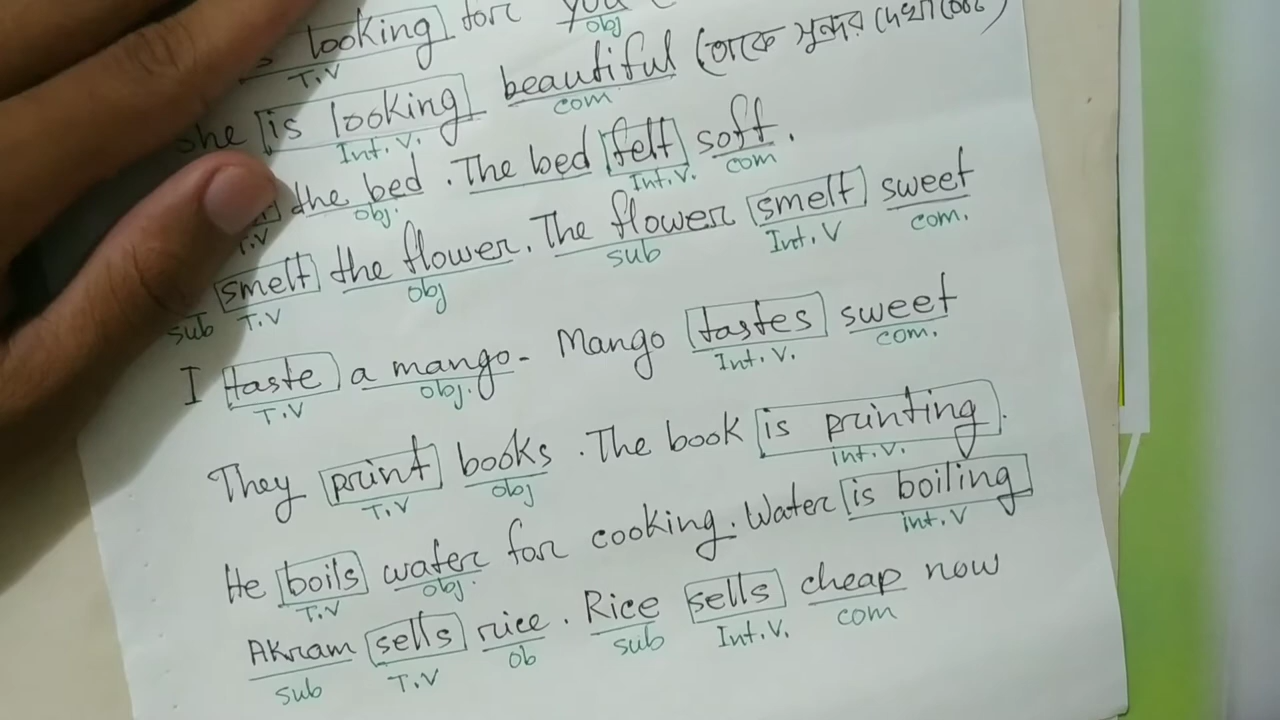 looking for you
obj
T.V
She is looking beautiful (তাকে সুন্দর দেখাচ্ছে)
Int. V. com
the bed. The bed felt soft.
T.V obj. Int. V. com
smelt the flower. The flower smelt sweet
sub T.V obj sub Int. V com.
I taste a mango. Mango tastes sweet
T.V obj. Int. V. com.
They print books. The book is printing.
T.V obj int. V.
He boils water for cooking. Water is boiling
T.V obj. int. V
Akram sells rice. Rice sells cheap now
sub T.V ob sub Int. V. com